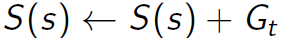 S(s) ← S(s) + G_t